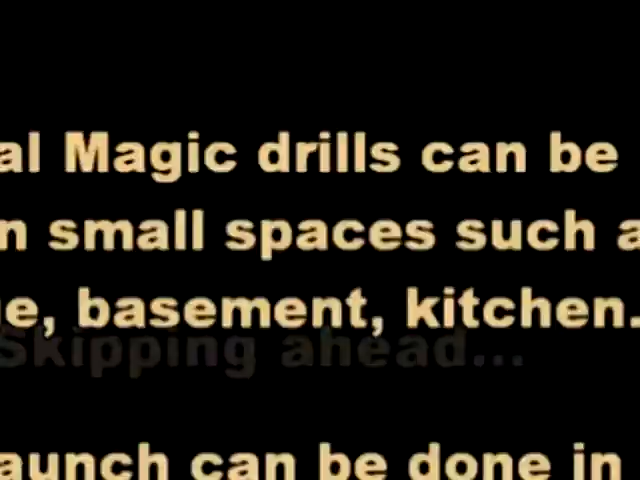 al Magic drills can be
n small spaces such a
e, basement, kitchen.
Skipping ahead...
aunch can be done in